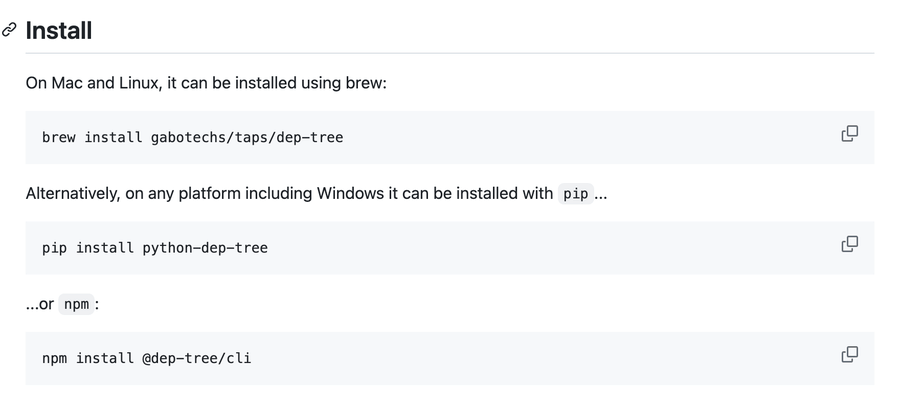 Install
On Mac and Linux, it can be installed using brew:
brew install gabotechs/taps/dep-tree
Alternatively, on any platform including Windows it can be installed with pip...
pip install python-dep-tree
...or npm:
npm install @dep-tree/cli